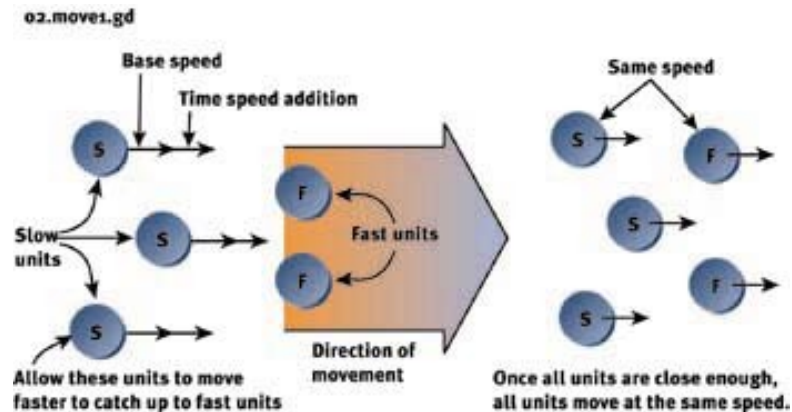 02.move1.gd
Base speed
Time speed addition
S
S
S
Slow
units
Allow these units to move
faster to catch up to fast units
F
Fast units
F
Direction of
movement
Same speed
S
F
S
F
S
Once all units are close enough,
all units move at the same speed.